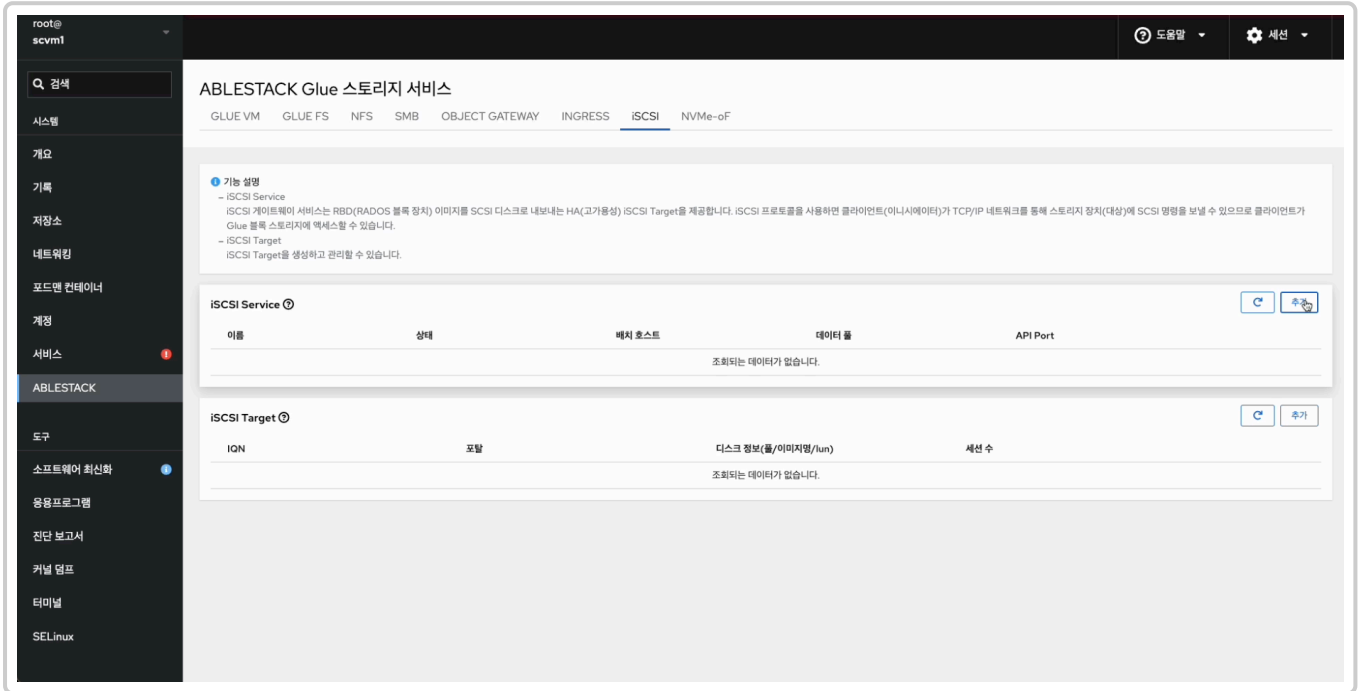 root@
scvm1
도움말
세션
검색
시스템
개요
기록
저장소
네트워킹
포드맨 컨테이너
계정
서비스
ABLESTACK
도구
소프트웨어 최신화
응용프로그램
진단 보고서
커널 덤프
터미널
SELinux
ABLESTACK Glue 스토리지 서비스
GLUE VM GLUE FS NFS SMB OBJECT GATEWAY INGRESS iSCSI NVMe-oF
기능 설명
– iSCSI Service
iSCSI 게이트웨이 서비스는 RBD(RADOS 블록 장치) 이미지를 SCSI 디스크로 내보내는 HA(고가용성) iSCSI Target을 제공합니다. iSCSI 프로토콜을 사용하면 클라이언트(이니시에이터)가 TCP/IP 네트워크를 통해 스토리지 장치(대상)에 SCSI 명령을 보낼 수 있으므로 클라이언트가
Glue 블록 스토리지에 액세스할 수 있습니다.
– iSCSI Target
iSCSI Target을 생성하고 관리할 수 있습니다.
iSCSI Service
추가
이름 상태 배치 호스트 데이터 풀 API Port
조회되는 데이터가 없습니다.
iSCSI Target
추가
IQN 포탈 디스크 정보(풀/이미지명/lun) 세션 수
조회되는 데이터가 없습니다.